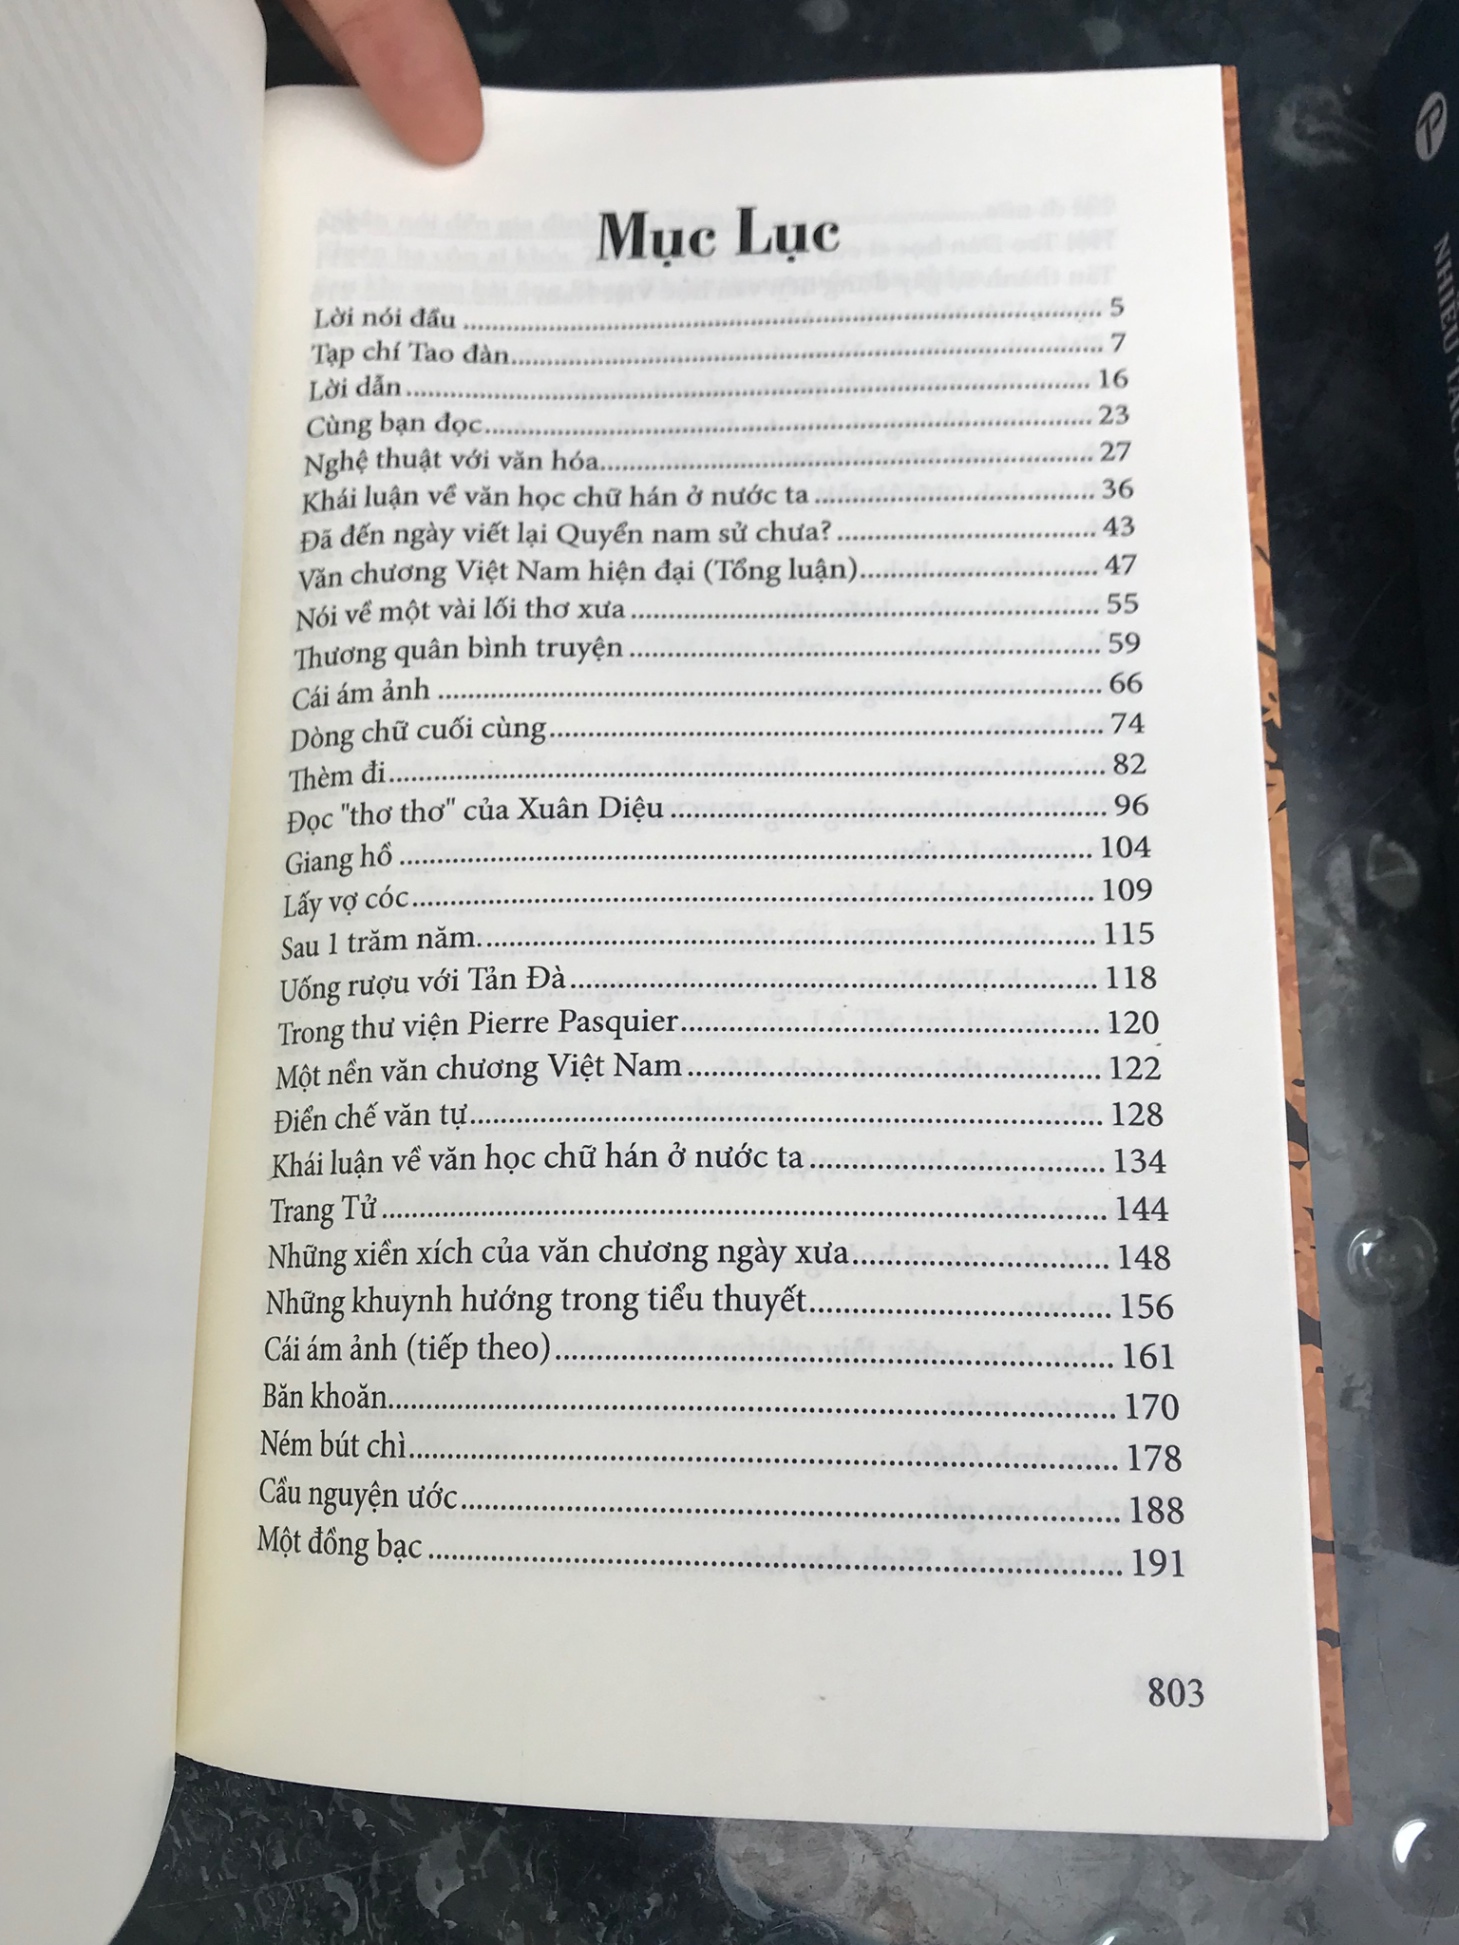 Mục Lục
Lời nói đầu ........ 5
Tạp chí Tao đàn........ 7
Lời dẫn ........ 16
Cùng bạn đọc........ 23
Nghệ thuật với văn hóa........ 27
Khái luận về văn học chữ hán ở nước ta ........ 36
Đã đến ngày viết lại Quyển nam sử chưa? ........ 43
Văn chương Việt Nam hiện đại (Tổng luận)........ 47
Nói về một vài lối thơ xưa ........ 55
Thương quân bình truyện ........ 59
Cái ám ảnh ........ 66
Dòng chữ cuối cùng........ 74
Thèm đi........ 82
Đọc "thơ thơ" của Xuân Diệu ........ 96
Giang hồ ........ 104
Lấy vợ cóc........ 109
Sau 1 trăm năm........ 115
Uống rượu với Tản Đà........ 118
Trong thư viện Pierre Pasquier........ 120
Một nền văn chương Việt Nam........ 122
Điển chế văn tự........ 128
Khái luận về văn học chữ hán ở nước ta ........ 134
Trang Tử ........ 144
Những xiền xích của văn chương ngày xưa........ 148
Những khuynh hướng trong tiểu thuyết........ 156
Cái ám ảnh (tiếp theo)........ 161
Băn khoăn........ 170
Ném bút chì........ 178
Cầu nguyện ước........ 188
Một đồng bạc ........ 191
803
NHIỀU TÁC